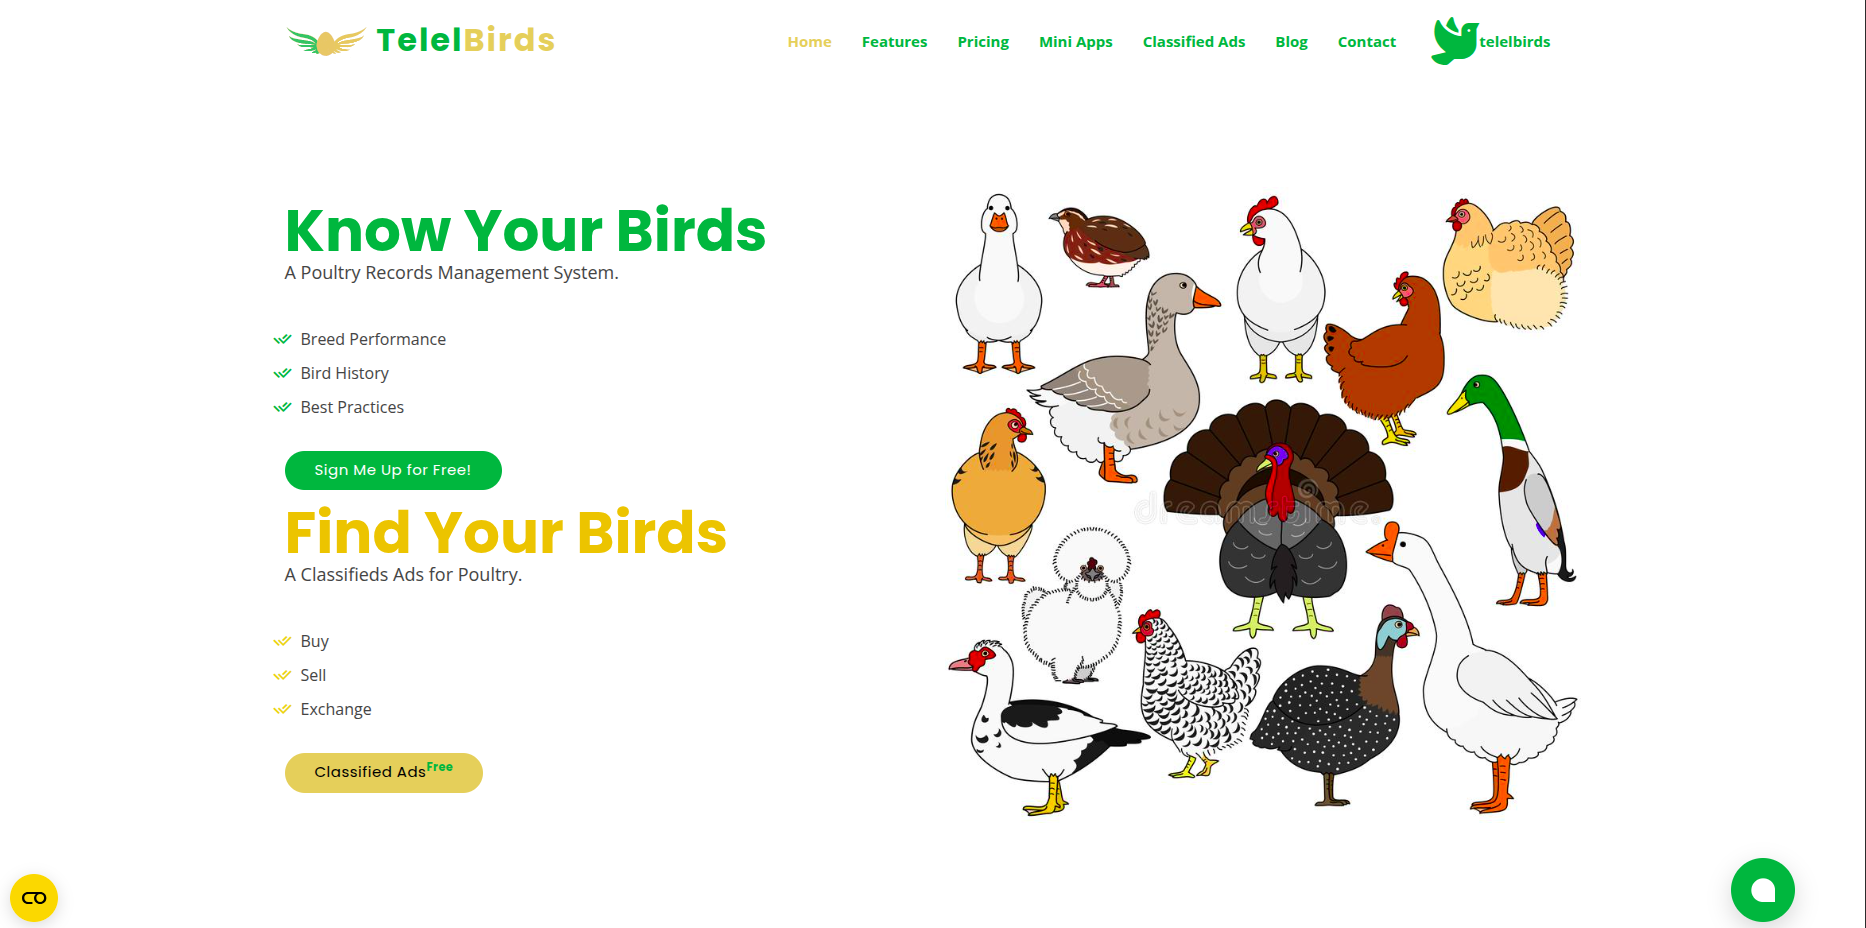 TelelBirds
Home Features Pricing Mini Apps Classified Ads Blog Contact telelbirds
Know Your Birds
A Poultry Records Management System.
Breed Performance
Bird History
Best Practices
Sign Me Up for Free!
Find Your Birds
A Classifieds Ads for Poultry.
Buy
Sell
Exchange
Classified Ads Free
dreamstime.